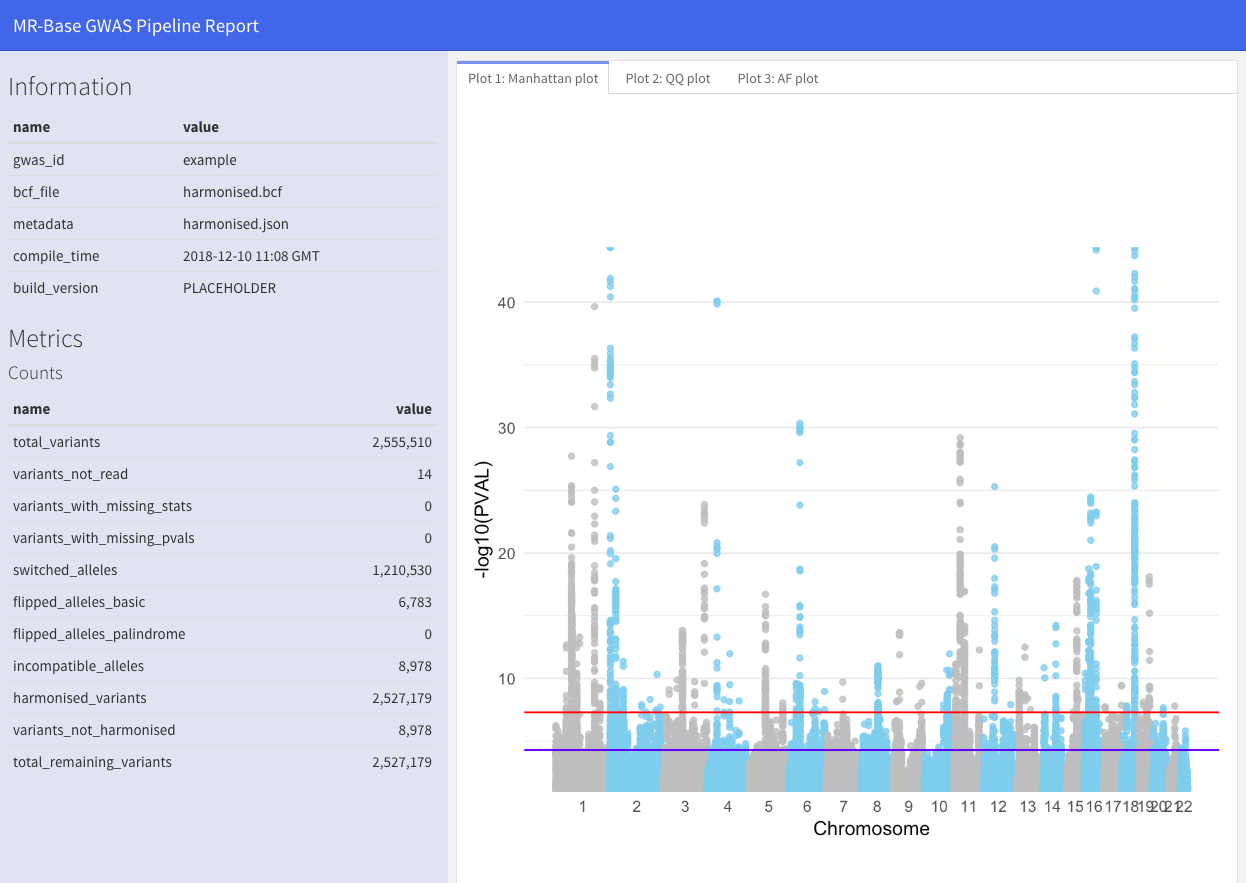 MR-Base GWAS Pipeline Report
Information
name value
gwas_id example
bcf_file harmonised.bcf
metadata harmonised.json
compile_time 2018-12-10 11:08 GMT
build_version PLACEHOLDER
Metrics
Counts
name value
total_variants 2,555,510
variants_not_read 14
variants_with_missing_stats 0
variants_with_missing_pvals 0
switched_alleles 1,210,530
flipped_alleles_basic 6,783
flipped_alleles_palindrome 0
incompatible_alleles 8,978
harmonised_variants 2,527,179
variants_not_harmonised 8,978
total_remaining_variants 2,527,179
Plot 1: Manhattan plot Plot 2: QQ plot Plot 3: AF plot
40
30
20
10
-log10(PVAL)
1 2 3 4 5 6 7 8 9 10 11 12 13 14 15 16 17 18 19 20 21 22
Chromosome